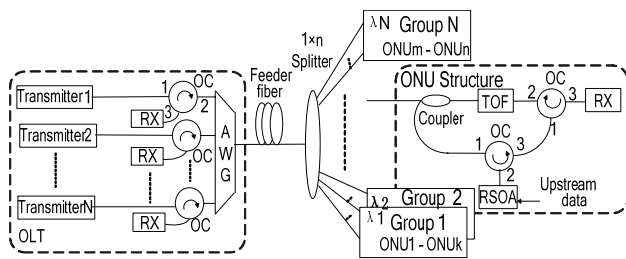 Transmitter1
1
OC
2
3
RX
Transmitter2
RX
OC
TransmitterN
RX
OC
OLT
A
W
G
Feeder
fiber
1×n
Splitter
λN Group N
ONUm - ONUn
ONU Structure
Coupler
TOF
2
OC
3
RX
1
1
OC
3
2
RSOA
Upstream
data
λ2 Group 2
λ1 Group 1
ONU1 - ONUk